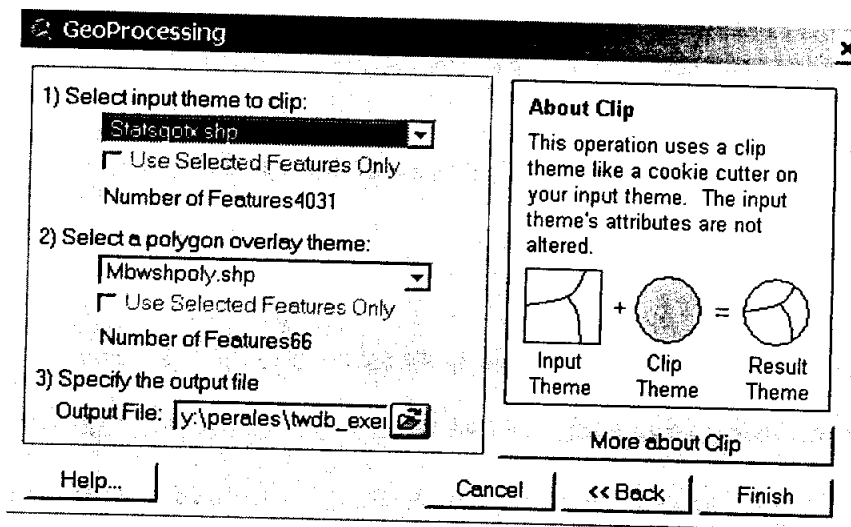 GeoProcessing
1) Select input theme to clip:
Statsgotx.shp
Use Selected Features Only
Number of Features4031
2) Select a polygon overlay theme:
Mbwshpoly.shp
Use Selected Features Only
Number of Features66
3) Specify the output file
Output File: y:\perales\twdb_exer
Help...
About Clip
This operation uses a clip
theme like a cookie cutter on
your input theme. The input
theme's attributes are not
altered.
+ =
Input Theme
Clip Theme
Result Theme
More about Clip
Cancel
<< Back
Finish